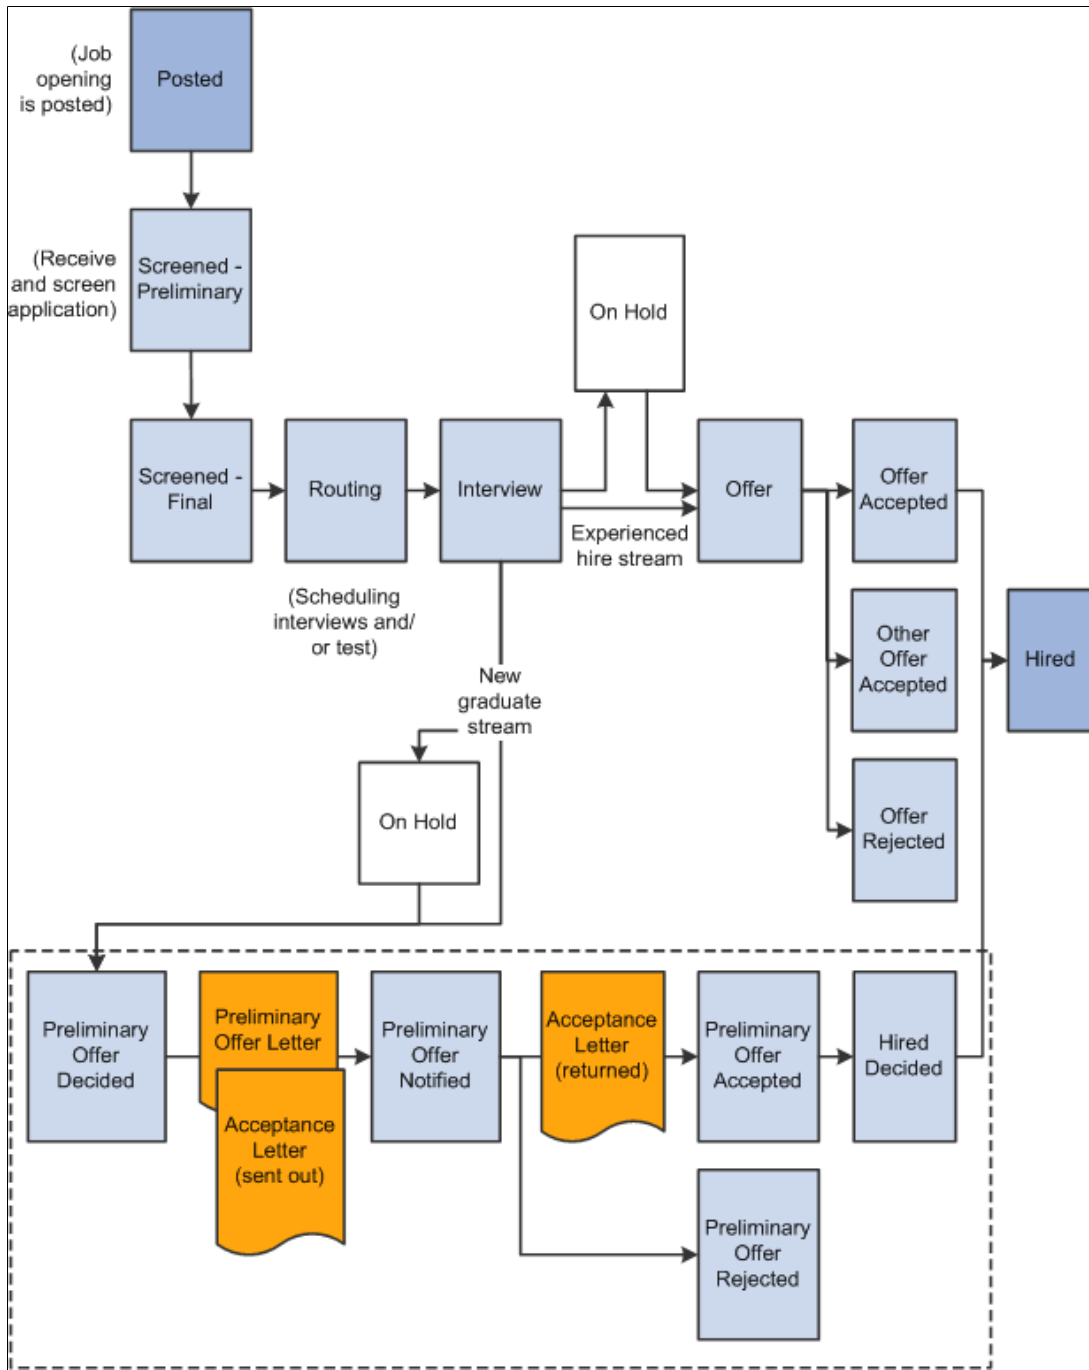 (Job
opening
is posted)
Posted
(Receive
and screen
application)
Screened -
Preliminary
On Hold
Screened -
Final
Routing
Interview
Offer
Offer
Accepted
Experienced
hire stream
(Scheduling
interviews and/
or test)
Other
Offer
Accepted
Hired
New
graduate
stream
On Hold
Offer
Rejected
Preliminary
Offer
Decided
Preliminary
Offer Letter
Acceptance
Letter
(sent out)
Preliminary
Offer
Notified
Acceptance
Letter
(returned)
Preliminary
Offer
Accepted
Hired
Decided
Preliminary
Offer
Rejected